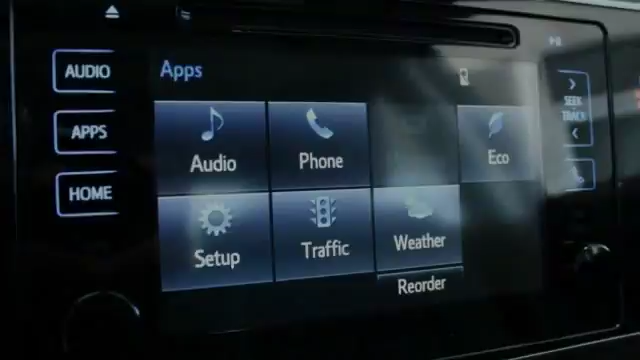 AUDIO
Apps
APPS
HOME
Audio
Phone
Eco
Setup
Traffic
Weather
Reorder
SEEK
TRACK